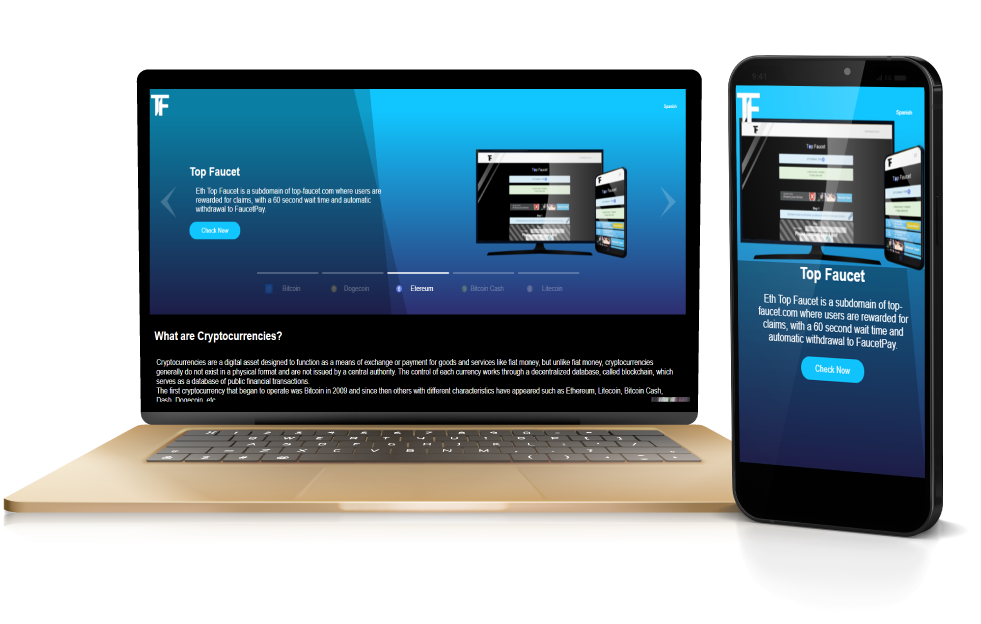 TF
Spanish
Top Faucet
Eth Top Faucet is a subdomain of top-faucet.com where users are
rewarded for claims, with a 60 second wait time and automatic
withdrawal to FaucetPay.
Check Now
Top Faucet
Bitcoin
Dogecoin
Etereum
Bitcoin Cash
Litecoin
What are Cryptocurrencies?
Cryptocurrencies are a digital asset designed to function as a means of exchange or payment for goods and services like fiat money, but unlike fiat money, cryptocurrencies
generally do not exist in a physical format and are not issued by a central authority. The control of each currency works through a decentralized database, called blockchain, which
serves as a database of public financial transactions.
The first cryptocurrency that began to operate was Bitcoin in 2009 and since then others with different characteristics have appeared such as Ethereum, Litecoin, Bitcoin Cash,
Dash, Dogecoin, etc.
9:41
TF
Spanish
Top Faucet
Top Faucet
Top Faucet
Eth Top Faucet is a subdomain of top-
faucet.com where users are rewarded for
claims, with a 60 second wait time and
automatic withdrawal to FaucetPay.
Check Now